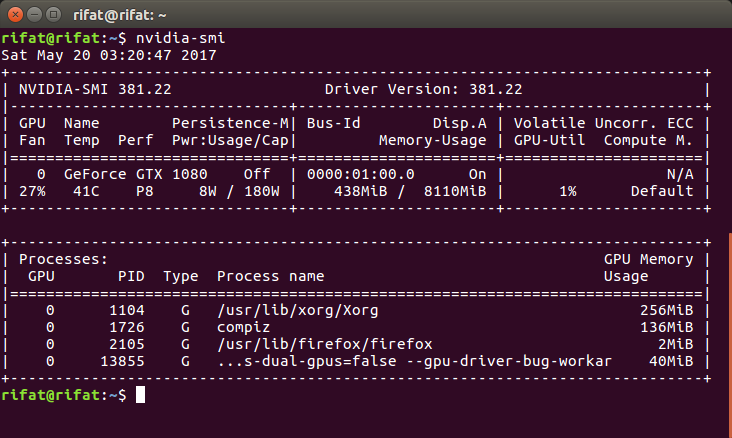 rifat@rifat: ~
rifat@rifat:~$ nvidia-smi
Sat May 20 03:20:47 2017
+-----------------------------------------------------------------------------+
| NVIDIA-SMI 381.22                 Driver Version: 381.22                    |
|-------------------------------+----------------------+----------------------+
| GPU  Name        Persistence-M| Bus-Id        Disp.A | Volatile Uncorr. ECC |
| Fan  Temp  Perf  Pwr:Usage/Cap|         Memory-Usage | GPU-Util  Compute M. |
|===============================+======================+======================|
|   0  GeForce GTX 1080    Off  | 0000:01:00.0      On |                  N/A |
| 27%   41C    P8     8W / 180W |    438MiB /  8110MiB |      1%      Default |
+-------------------------------+----------------------+----------------------+
+-----------------------------------------------------------------------------+
| Processes:                                                       GPU Memory |
|  GPU       PID  Type  Process name                               Usage      |
|=============================================================================|
|    0      1104    G   /usr/lib/xorg/Xorg                             256MiB |
|    0      1726    G   compiz                                         136MiB |
|    0      2105    G   /usr/lib/firefox/firefox                         2MiB |
|    0     13855    G   ...s-dual-gpus=false --gpu-driver-bug-workar    40MiB |
+-----------------------------------------------------------------------------+
rifat@rifat:~$